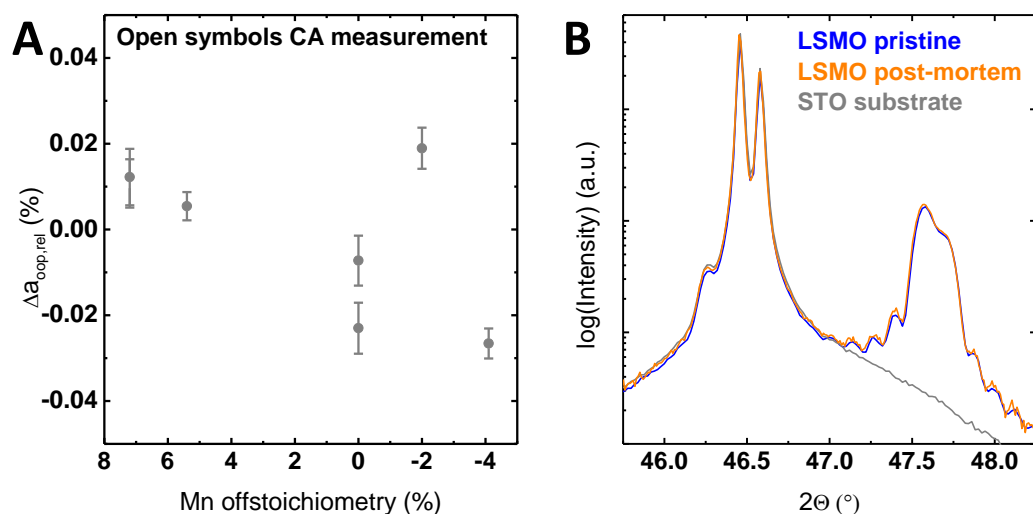 A
Open symbols CA measurement
Δa_oop,rel (%)
0.04
0.02
0.00
-0.02
-0.04
8 6 4 2 0 -2 -4
Mn offstoichiometry (%)
B
LSMO pristine
LSMO post-mortem
STO substrate
log(Intensity) (a.u.)
46.0 46.5 47.0 47.5 48.0
2Θ (°)